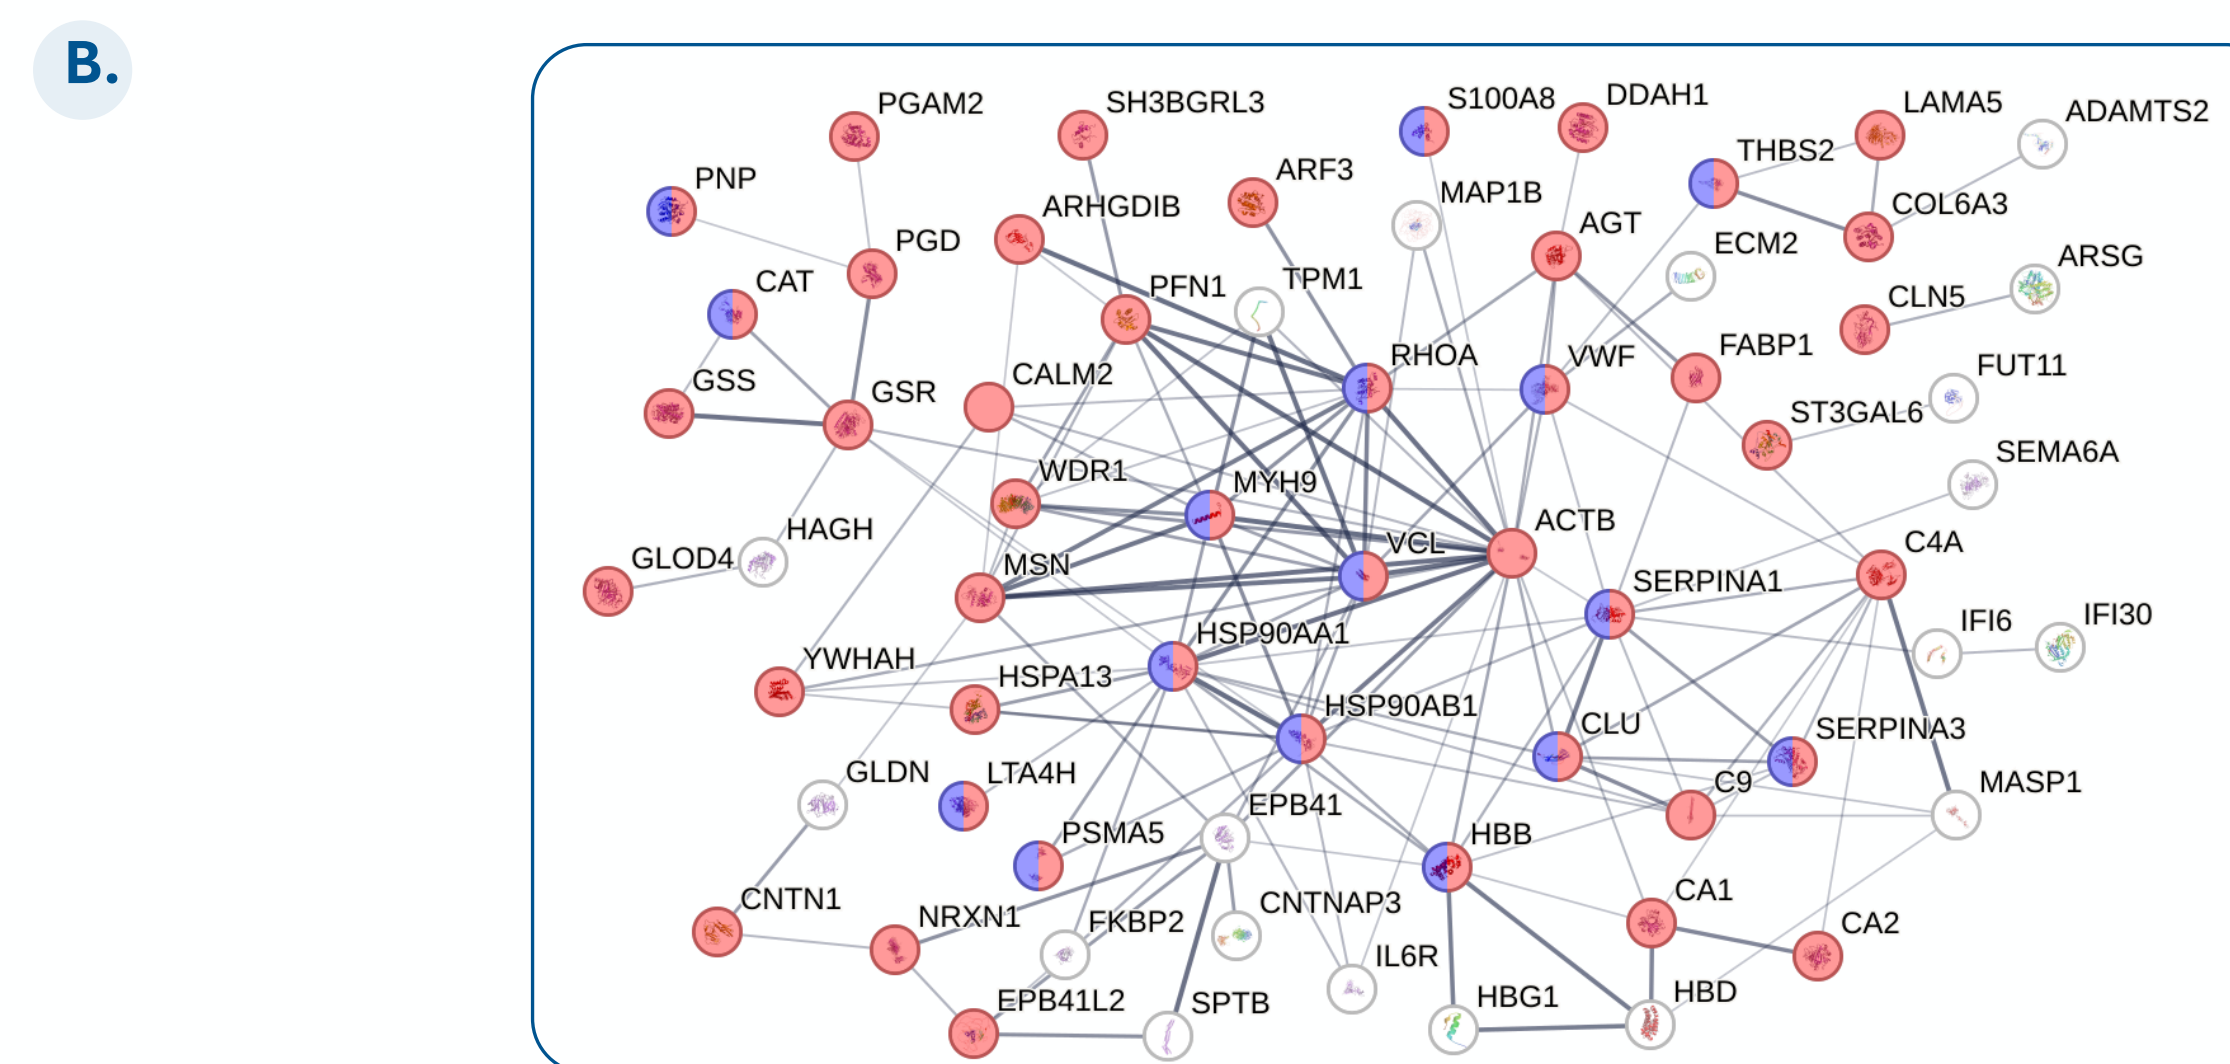 B.
PGAM2
SH3BGRL3
S100A8
DDAH1
LAMA5
ADAMTS2
THBS2
PNP
ARF3
MAP1B
ARHGDIB
COL6A3
AGT
PGD
ECM2
ARSG
CAT
PFN1
TPM1
CLN5
RHOA
VWF
FABP1
FUT11
GSS
GSR
CALM2
ST3GAL6
SEMA6A
WDR1
MYH9
ACTB
HAGH
VCL
C4A
GLOD4
MSN
SERPINA1
IFI6
IFI30
HSP90AA1
YWHAH
HSPA13
HSP90AB1
CLU
SERPINA3
GLDN
LTA4H
C9
MASP1
EPB41
PSMA5
HBB
CNTN1
NRXN1
FKBP2
CNTNAP3
CA1
CA2
IL6R
EPB41L2
SPTB
HBG1
HBD